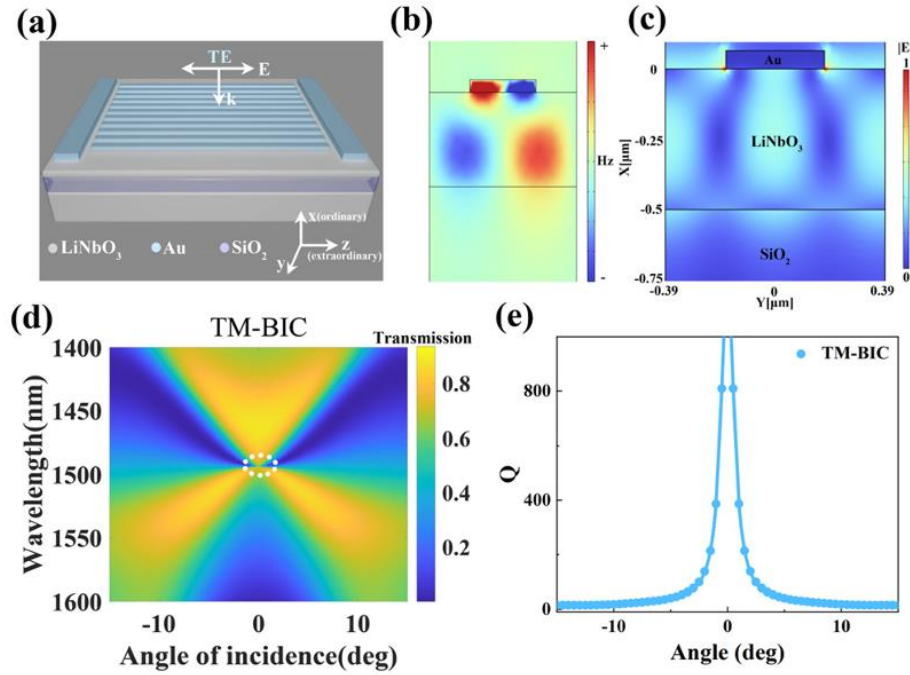 (a)
TE
E
k
x(ordinary)
z
(extraordinary)
y
LiNbO₃
Au
SiO₂
(b)
+
Hz
-
(c)
|E
1
Au
0
LiNbO₃
-0.25
X[μm]
-0.5
SiO₂
-0.75
0
-0.39
0
0.39
Y[μm]
(d)
TM-BIC
Transmission
1400
1450
1500
1550
1600
Wavelength(nm)
0.8
0.6
0.4
0.2
-10
0
10
Angle of incidence(deg)
(e)
TM-BIC
800
400
0
Q
-10
0
10
Angle (deg)